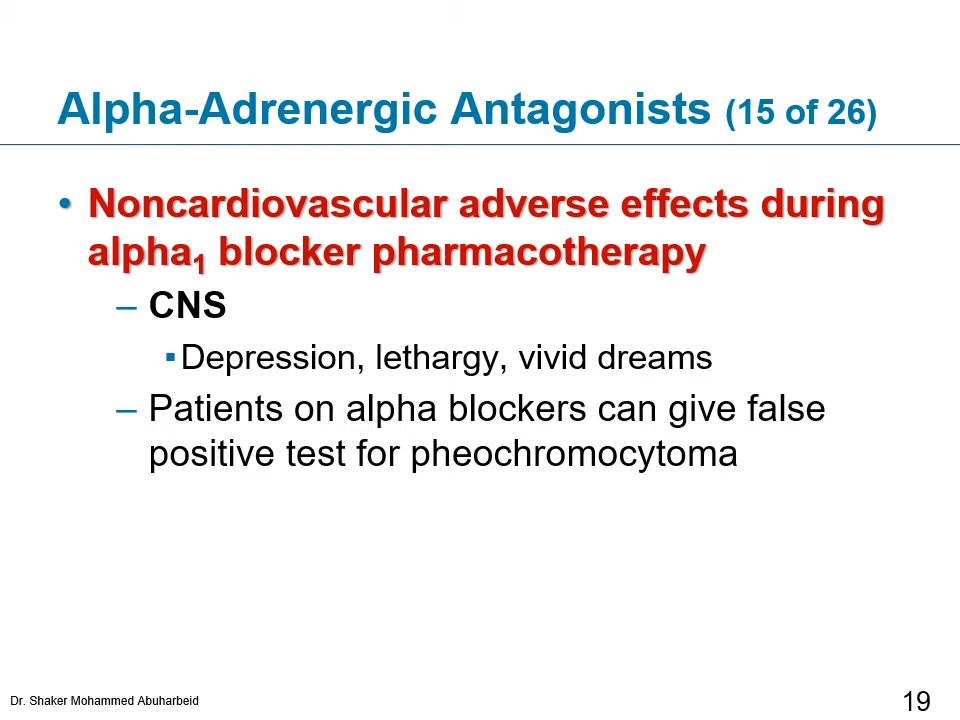 Alpha-Adrenergic Antagonists (15 of 26)
• Noncardiovascular adverse effects during
alpha₁ blocker pharmacotherapy
– CNS
▪ Depression, lethargy, vivid dreams
– Patients on alpha blockers can give false
positive test for pheochromocytoma
Dr. Shaker Mohammed Abuharbeid
19